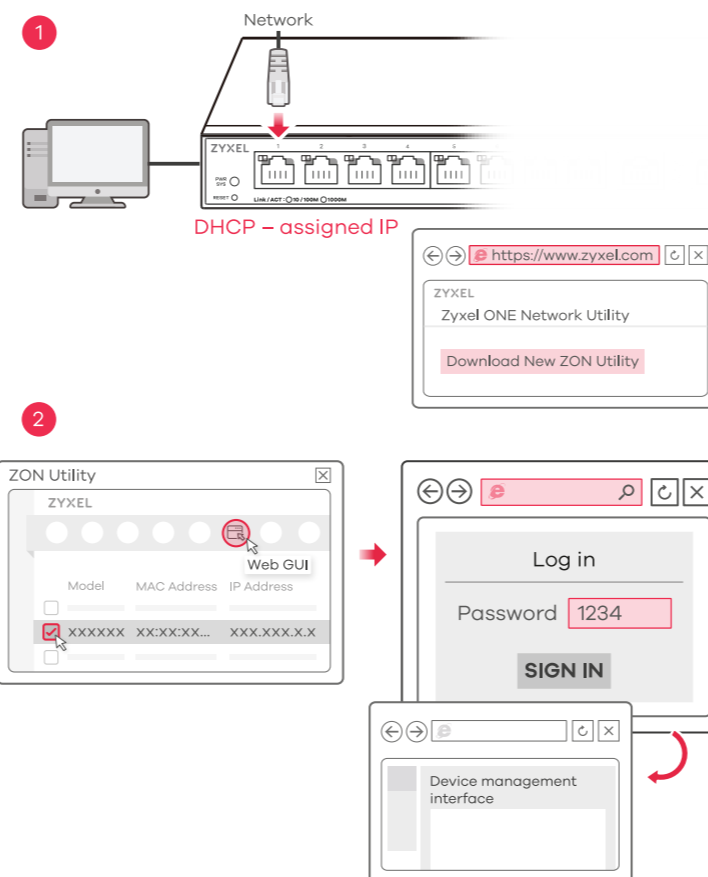 1
Network
ZYXEL
1 2 3 4 5
PWR
SYS
RESET
Link / ACT : 10 / 100M 1000M
DHCP – assigned IP
https://www.zyxel.com
ZYXEL
Zyxel ONE Network Utility
Download New ZON Utility
2
ZON Utility
ZYXEL
Web GUI
Model MAC Address IP Address
XXXXXX XX:XX:XX... XXX.XXX.X.X
Log in
Password 1234
SIGN IN
Device management
interface